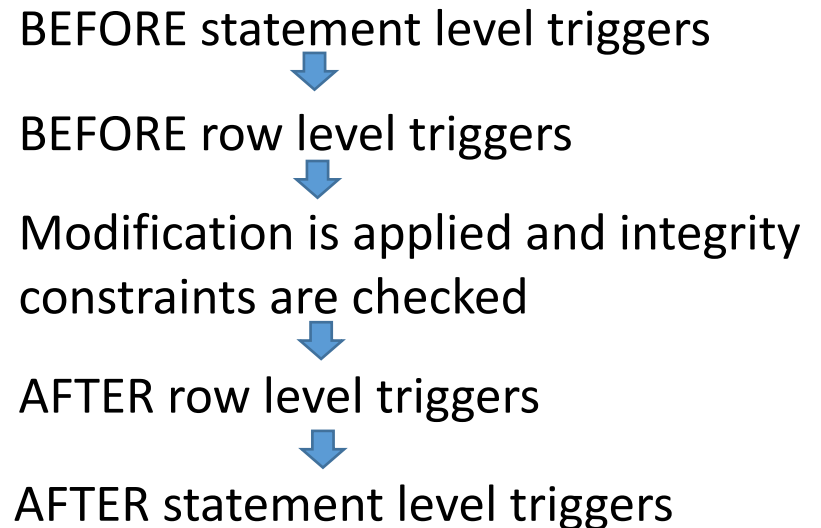 BEFORE statement level triggers
BEFORE row level triggers
Modification is applied and integrity
constraints are checked
AFTER row level triggers
AFTER statement level triggers